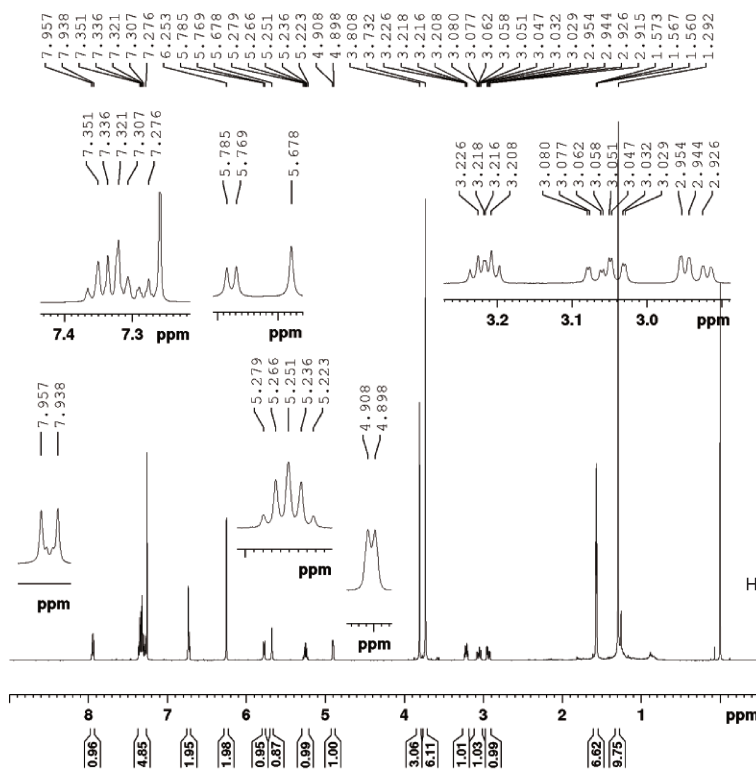 7.957 7.938 7.351 7.336 7.321 7.307 7.276 6.253 5.785 5.769 5.678 5.279 5.266 5.251 5.236 5.223 4.908 4.898 3.808 3.732 3.226 3.218 3.216 3.208 3.080 3.077 3.062 3.058 3.051 3.047 3.032 3.029 2.954 2.944 2.926 2.915 1.573 1.567 1.560 1.292
7.351 7.336 7.321 7.307 7.276
5.785 5.769 5.678
3.226 3.218 3.216 3.208 3.080 3.077 3.062 3.058 3.051 3.047 3.032 3.029 2.954 2.944 2.926
7.4 7.3 ppm
ppm
3.2 3.1 3.0 ppm
5.279 5.266 5.251 5.236 5.223
4.908 4.898
7.957 7.938
ppm
ppm
ppm
H
8 7 6 5 4 3 2 1 ppm
0.96 4.85 1.95 1.98 0.95 0.87 0.99 1.00 3.06 6.11 1.01 1.03 0.99 6.62 9.75